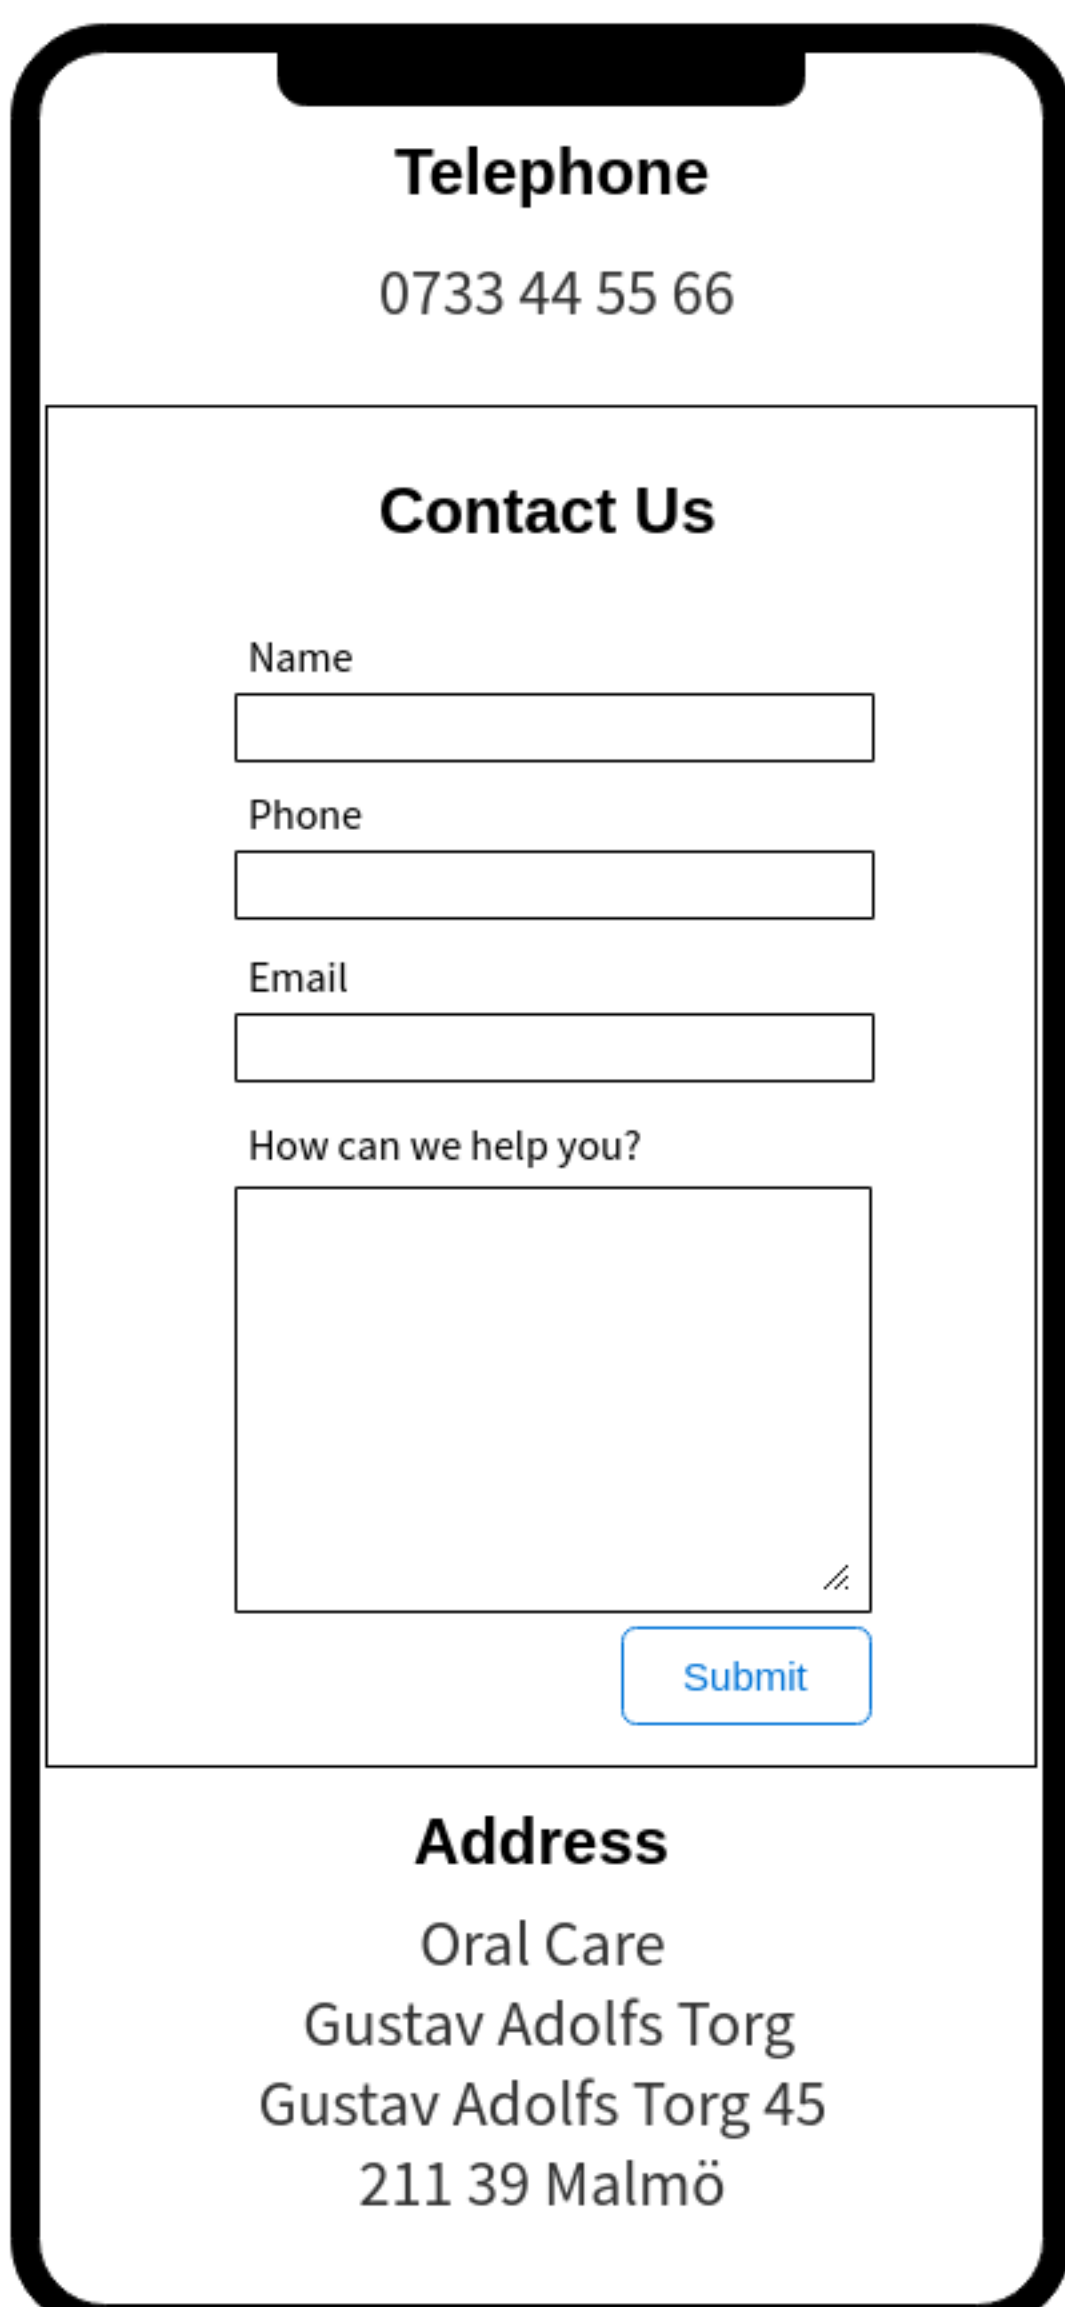 Telephone
0733 44 55 66
Contact Us
Name
Phone
Email
How can we help you?
Submit
Address
Oral Care
Gustav Adolfs Torg
Gustav Adolfs Torg 45
211 39 Malmö